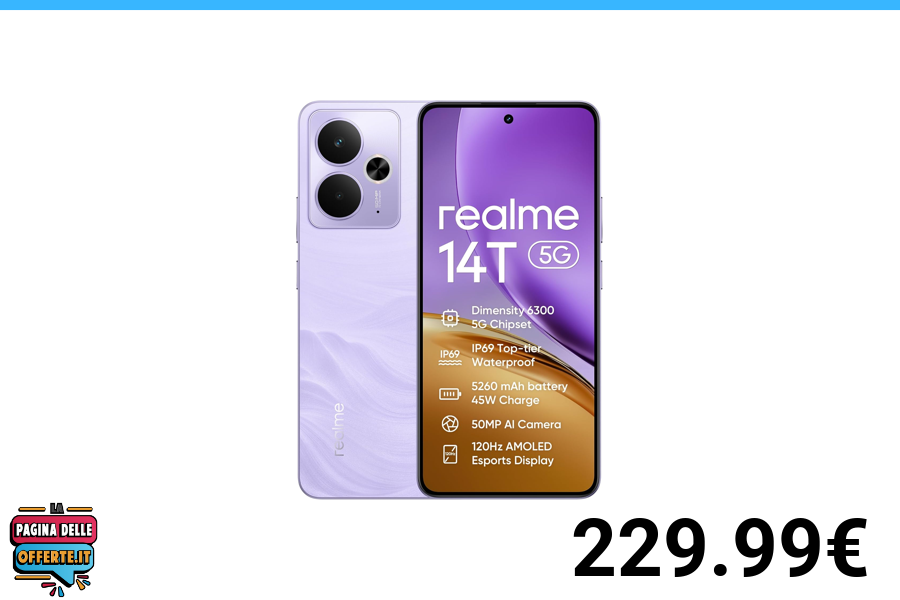 realme
14T 5G
Dimensity 6300
5G Chipset
IP69
IP69 Top-tier
Waterproof
5260 mAh battery
45W Charge
50MP AI Camera
120Hz AMOLED
Esports Display
realme
LA
PAGINA DELLE
OFFERTE.IT
229.99€